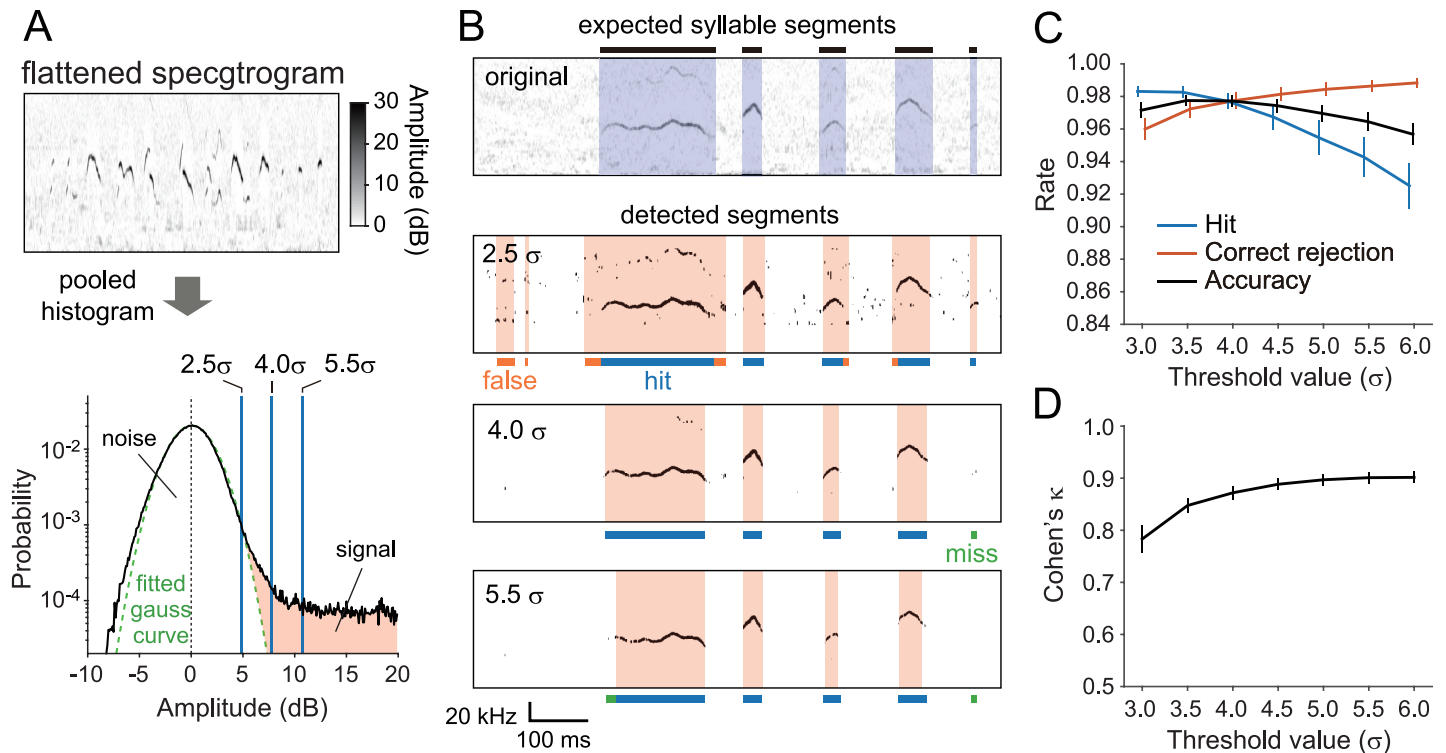 A
flattened specgtrogram
30
20
10
0
Amplitude (dB)
pooled
histogram
2.5σ
4.0σ
5.5σ
10-2
10-3
10-4
Probability
noise
signal
fitted
gauss
curve
-10
-5
0
5
10
15
20
Amplitude (dB)
B
expected syllable segments
original
detected segments
2.5 σ
false
hit
4.0 σ
miss
5.5 σ
20 kHz
100 ms
C
1.00
0.98
0.96
0.94
0.92
0.90
0.88
0.86
0.84
Rate
Hit
Correct rejection
Accuracy
3.0
3.5
4.0
4.5
5.0
5.5
6.0
Threshold value (σ)
D
1.0
0.9
0.8
0.7
0.6
0.5
Cohen's κ
3.0
3.5
4.0
4.5
5.0
5.5
6.0
Threshold value (σ)